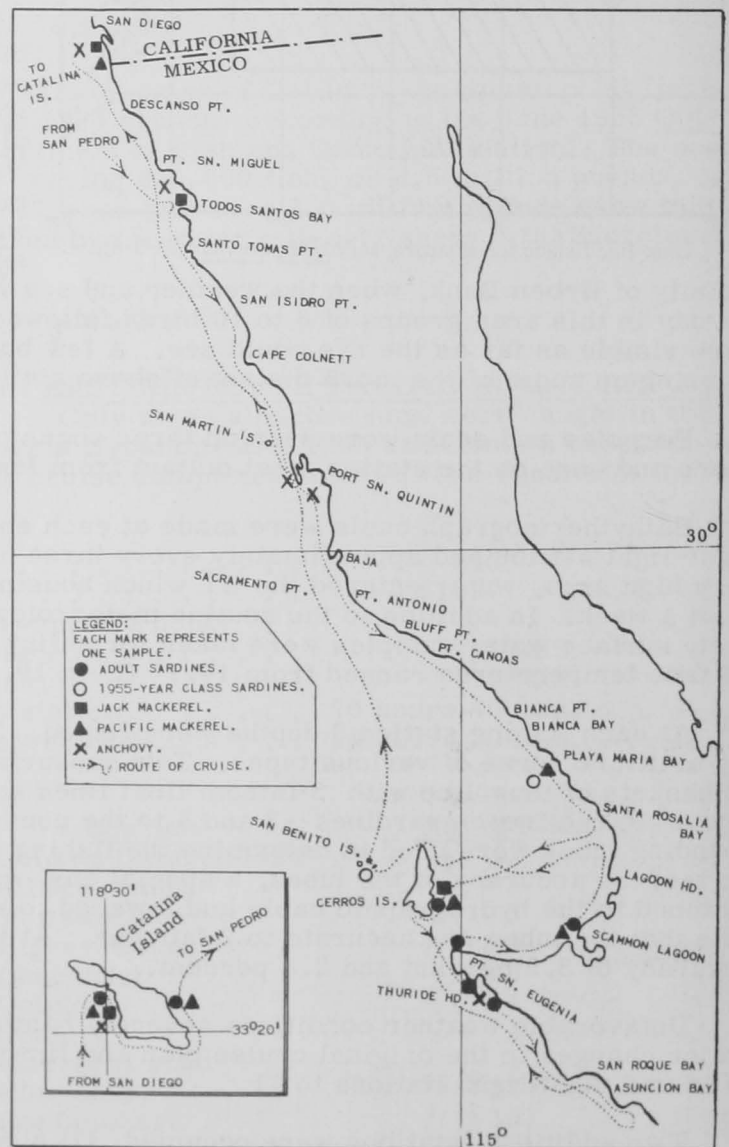 SAN DIEGO
CALIFORNIA
MEXICO
TO
CATALINA
IS.
DESCANSO PT.
FROM
SAN PEDRO
PT. SN. MIGUEL
TODOS SANTOS BAY
SANTO TOMAS PT.
SAN ISIDRO PT.
CAPE COLNETT
SAN MARTIN IS.
PORT SN. QUINTIN
30°
BAJA
SACRAMENTO PT.
PT. ANTONIO
BLUFF PT.
PT. CANOAS
LEGEND:
EACH MARK REPRESENTS
ONE SAMPLE.
ADULT SARDINES.
1955-YEAR CLASS SARDINES.
JACK MACKEREL.
PACIFIC MACKEREL.
ANCHOVY.
ROUTE OF CRUISE.
BIANCA PT.
BIANCA BAY
PLAYA MARIA BAY
SANTA ROSALIA
BAY
SAN BENITO IS.
LAGOON HD.
CERROS IS.
SCAMMON LAGOON
PT. SN. EUGENIA
THURIDE HD.
SAN ROQUE BAY
ASUNCION BAY
115°
118°30'
Catalina
Island
TO SAN PEDRO
33°20'
FROM SAN DIEGO